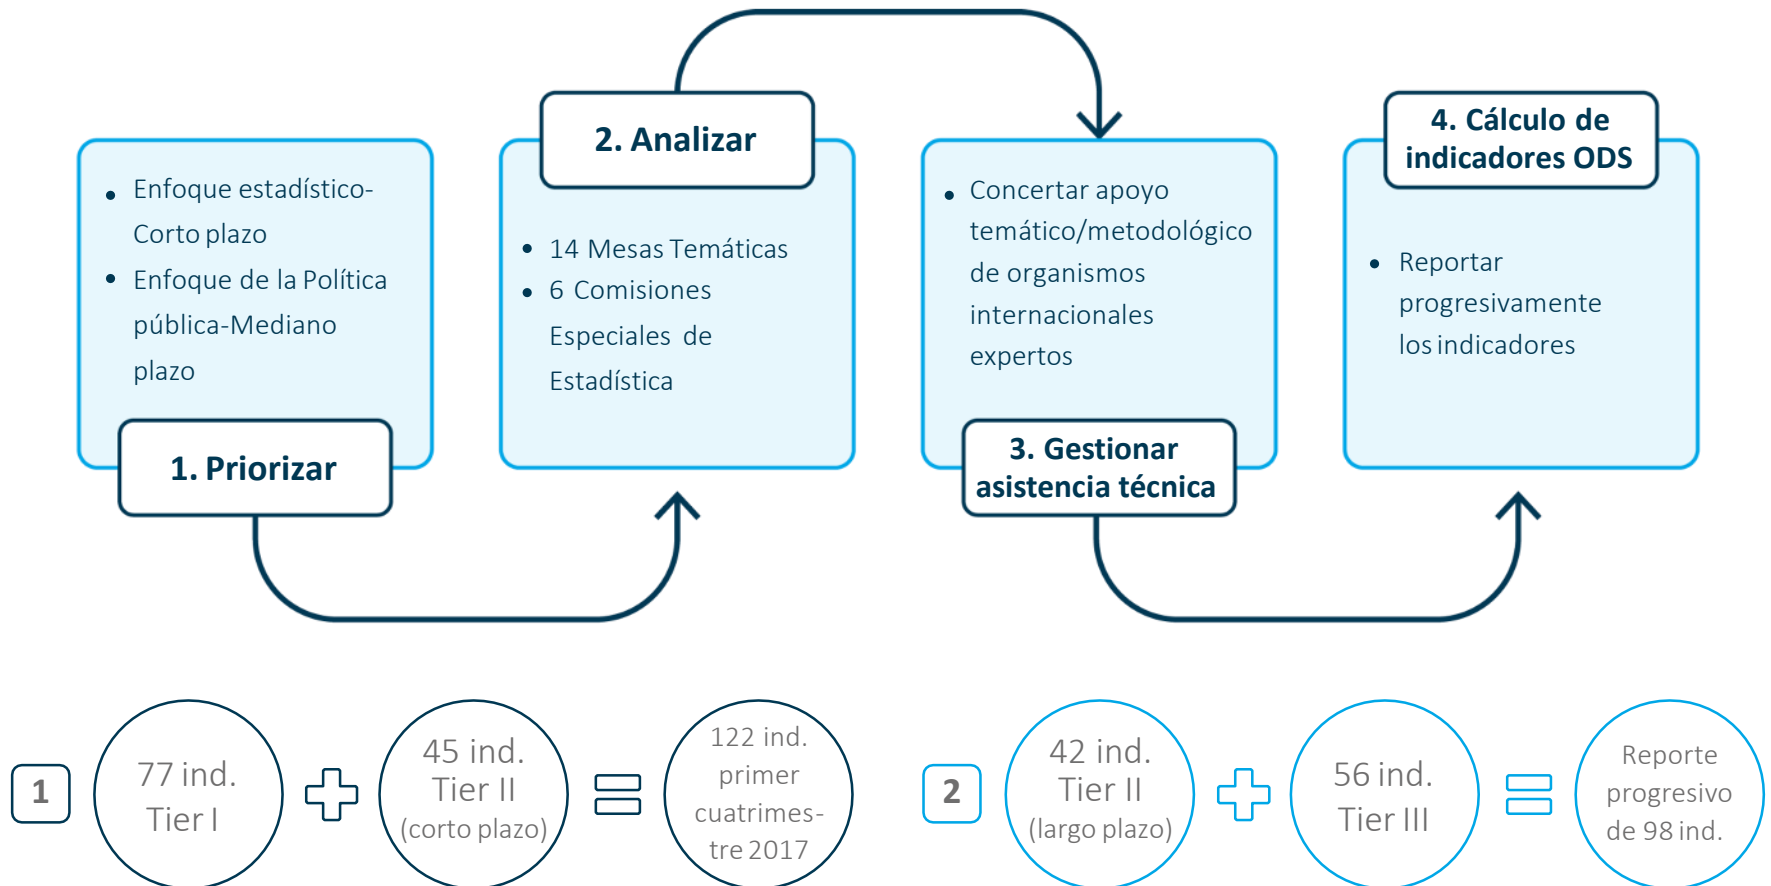 • Enfoque estadístico-
Corto plazo
• Enfoque de la Política
pública-Mediano
plazo
1. Priorizar
2. Analizar
• 14 Mesas Temáticas
• 6 Comisiones
Especiales de
Estadística
• Concertar apoyo
temático/metodológico
de organismos
internacionales
expertos
3. Gestionar
asistencia técnica
4. Cálculo de
indicadores ODS
• Reportar
progresivamente
los indicadores
1
77 ind.
Tier I
45 ind.
Tier II
(corto plazo)
122 ind.
primer
cuatrimes-
tre 2017
2
42 ind.
Tier II
(largo plazo)
56 ind.
Tier III
Reporte
progresivo
de 98 ind.